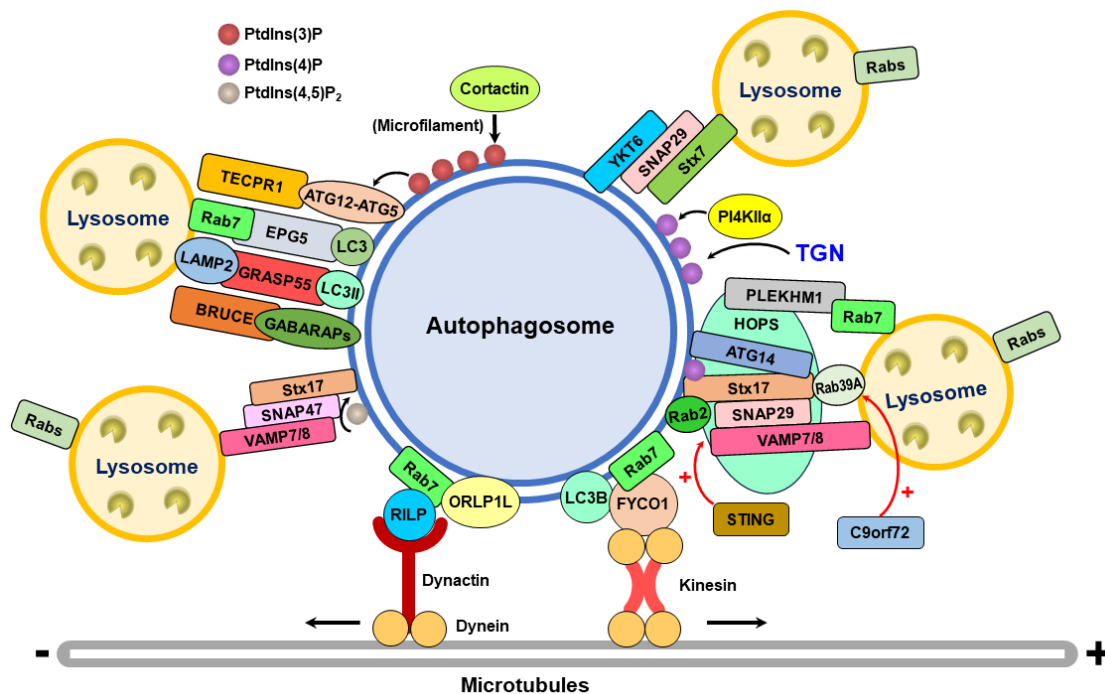 PtdIns(3)P
PtdIns(4)P
PtdIns(4,5)P₂
Cortactin
(Microfilament)
Lysosome
Rabs
YKT6
SNAP29
Stx7
Lysosome
TECPR1
ATG12-ATG5
Rab7
EPG5
LC3
LAMP2
GRASP55
LC3II
BRUCE
GABARAPs
PI4KIIα
TGN
Autophagosome
PLEKHM1
Rab7
HOPS
ATG14
Stx17
Rab39A
Rab2
SNAP29
VAMP7/8
Lysosome
Rabs
Stx17
SNAP47
VAMP7/8
Rabs
Lysosome
Rab7
RILP
ORLP1L
LC3B
Rab7
FYCO1
+
STING
+
C9orf72
Dynactin
Kinesin
Dynein
-
+
Microtubules